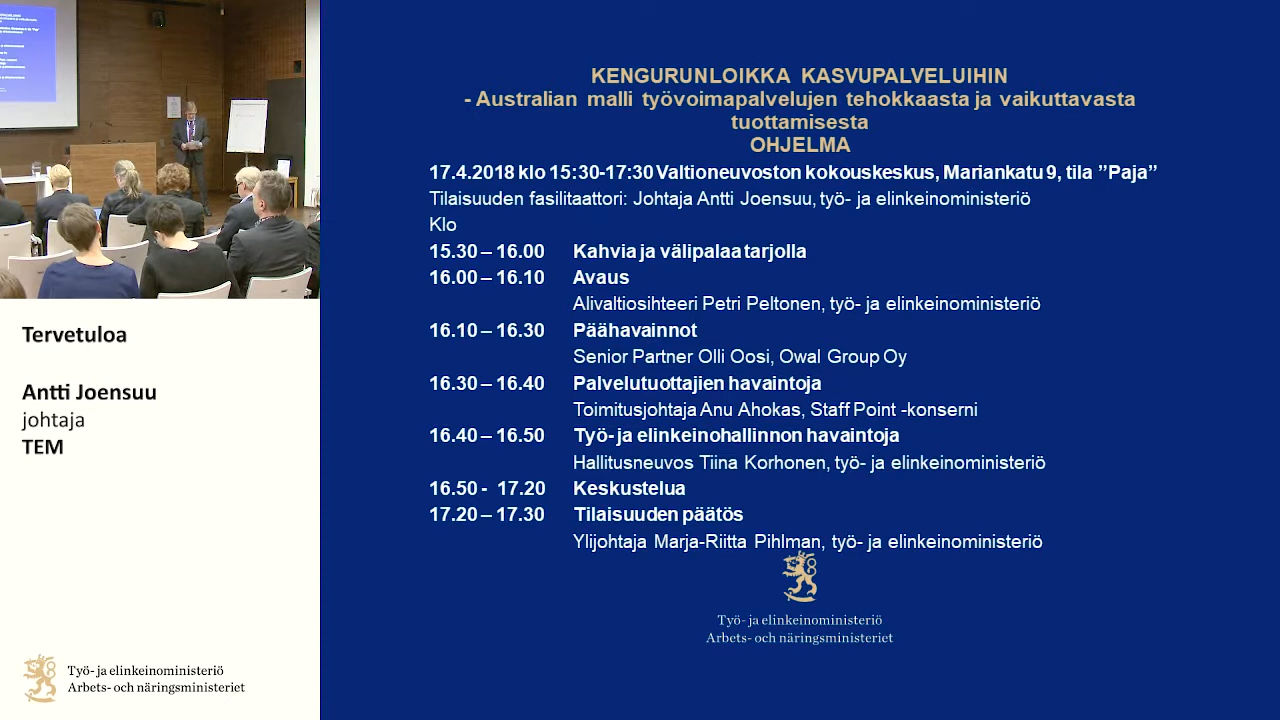 KENGURUNLOIKKA KASVUPALVELUIHIN
- Australian malli työvoimapalvelujen tehokkaasta ja vaikuttavasta
tuottamisesta
OHJELMA
17.4.2018 klo 15:30-17:30 Valtioneuvoston kokouskeskus, Mariankatu 9, tila ”Paja”
Tilaisuuden fasilitaattori: Johtaja Antti Joensuu, työ- ja elinkeinoministeriö
Klo
15.30 – 16.00 Kahvia ja välipalaa tarjolla
16.00 – 16.10 Avaus
Alivaltiosihteeri Petri Peltonen, työ- ja elinkeinoministeriö
16.10 – 16.30 Päähavainnot
Senior Partner Olli Oosi, Owal Group Oy
16.30 – 16.40 Palvelutuottajien havaintoja
Toimitusjohtaja Anu Ahokas, Staff Point -konserni
16.40 – 16.50 Työ- ja elinkeinohallinnon havaintoja
Hallitusneuvos Tiina Korhonen, työ- ja elinkeinoministeriö
16.50 - 17.20 Keskustelua
17.20 – 17.30 Tilaisuuden päätös
Ylijohtaja Marja-Riitta Pihlman, työ- ja elinkeinoministeriö
Työ- ja elinkeinoministeriö
Arbets- och näringsministeriet
Tervetuloa
Antti Joensuu
johtaja
TEM
Työ- ja elinkeinoministeriö
Arbets- och näringsministeriet